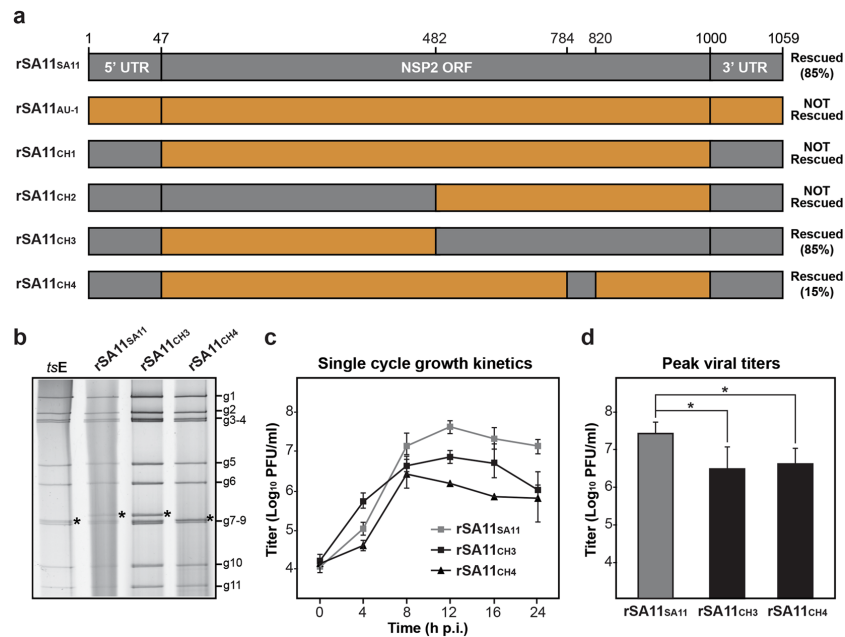 a
1 47 482 784 820 1000 1059
rSA11SA11 5' UTR NSP2 ORF 3' UTR Rescued
(85%)
rSA11AU-1 NOT
Rescued
rSA11CH1 NOT
Rescued
rSA11CH2 NOT
Rescued
rSA11CH3 Rescued
(85%)
rSA11CH4 Rescued
(15%)
b
tsE rSA11SA11 rSA11CH3 rSA11CH4
g1
g2
g3-4
g5
g6
* * * * g7-9
g10
g11
c
Single cycle growth kinetics
Titer (Log10 PFU/ml)
8
7
6
5
4
rSA11SA11
rSA11CH3
rSA11CH4
0 4 8 12 16 24
Time (h p.i.)
d
Peak viral titers
Titer (Log10 PFU/ml)
8
7
6
5
4
*
*
rSA11SA11 rSA11CH3 rSA11CH4